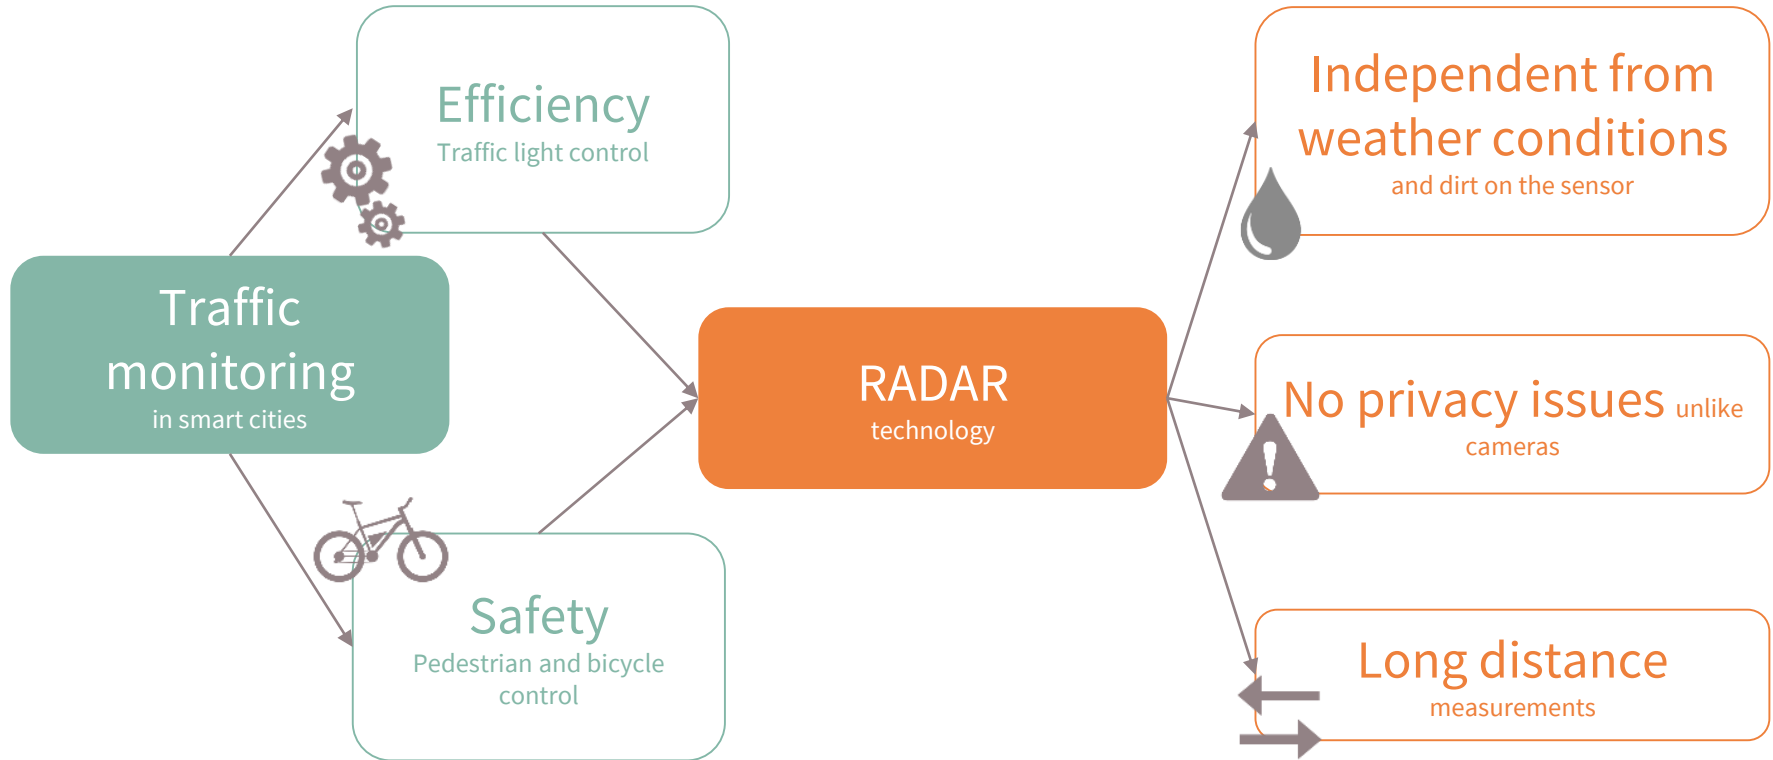 Efficiency
Traffic light control
Traffic
monitoring
in smart cities
Safety
Pedestrian and bicycle
control
RADAR
technology
Independent from
weather conditions
and dirt on the sensor
No privacy issues unlike
cameras
Long distance
measurements